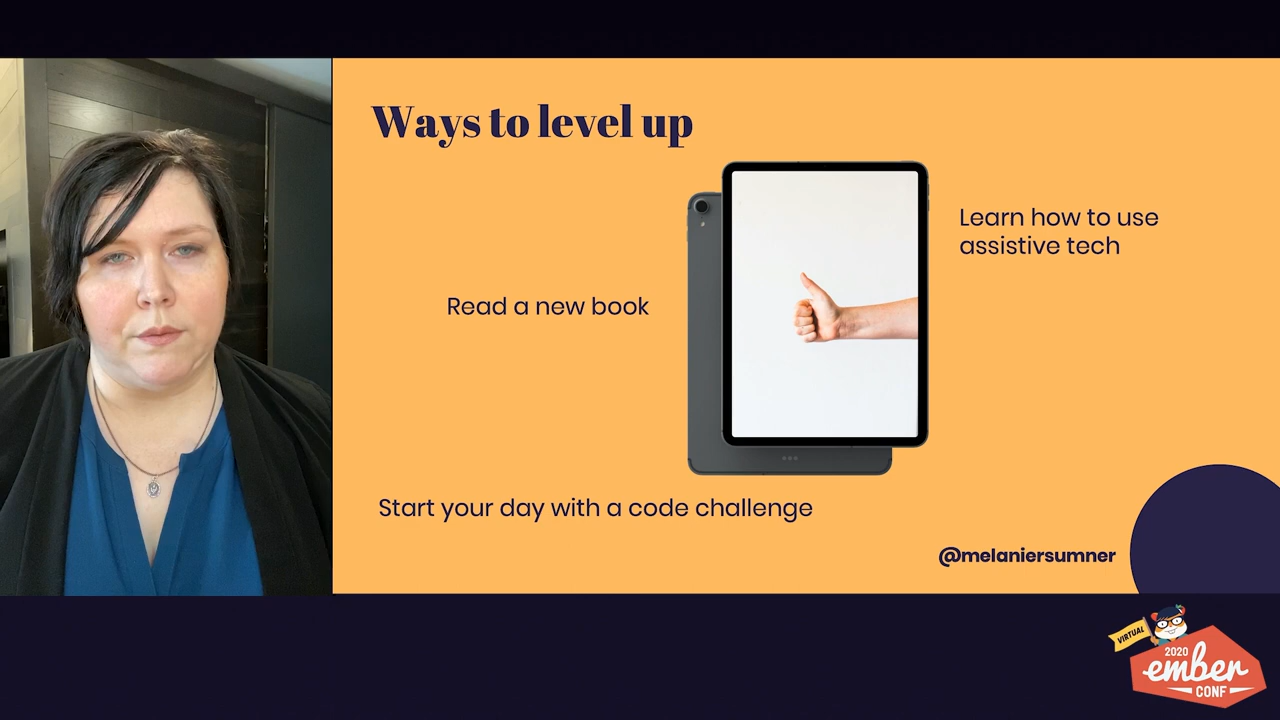 Ways to level up
Learn how to use
assistive tech
Read a new book
Start your day with a code challenge
@melaniersumner
VIRTUAL
2020
ember
CONF